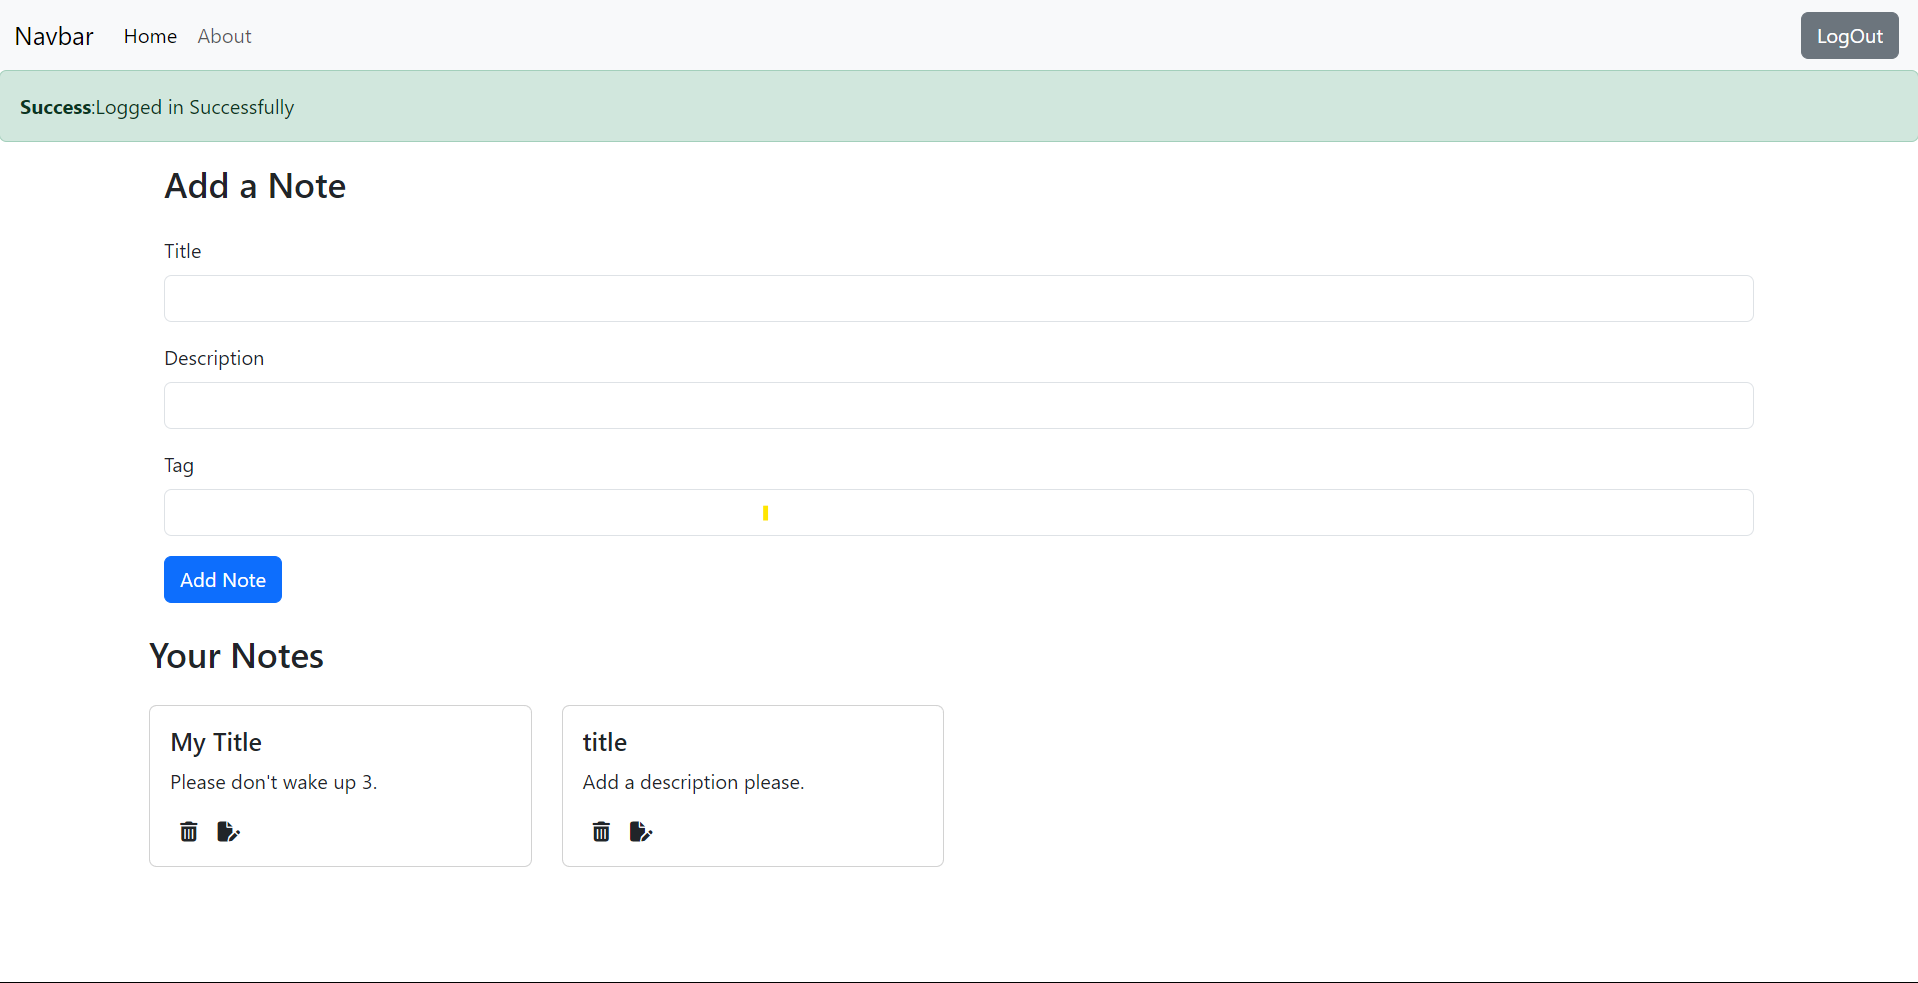 Navbar Home About LogOut
Success:Logged in Successfully
Add a Note
Title
Description
Tag
Add Note
Your Notes
My Title
Please don't wake up 3.
title
Add a description please.